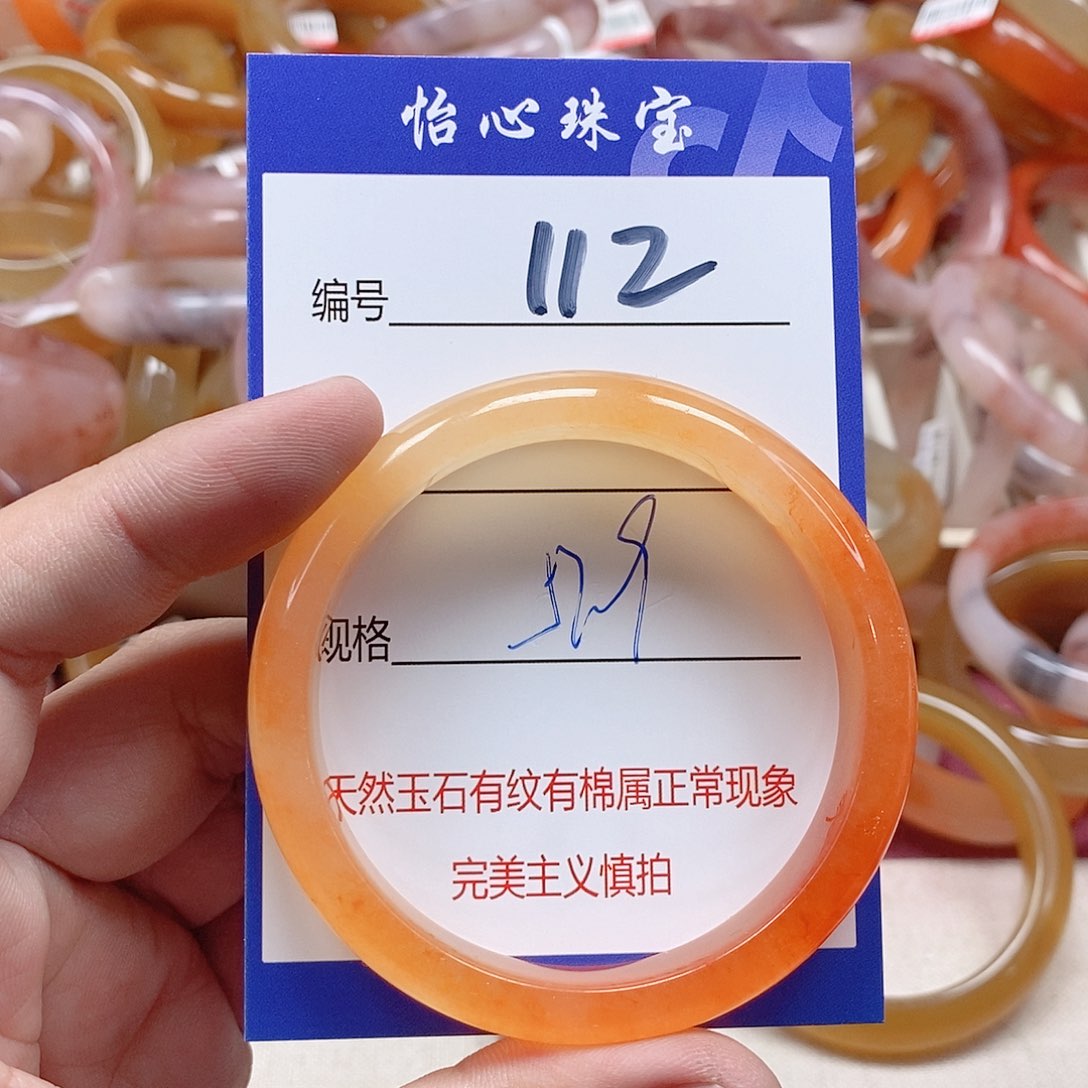 怡心珠宝
编号 112
规格
天然玉石有纹有棉属正常现象
完美主义慎拍